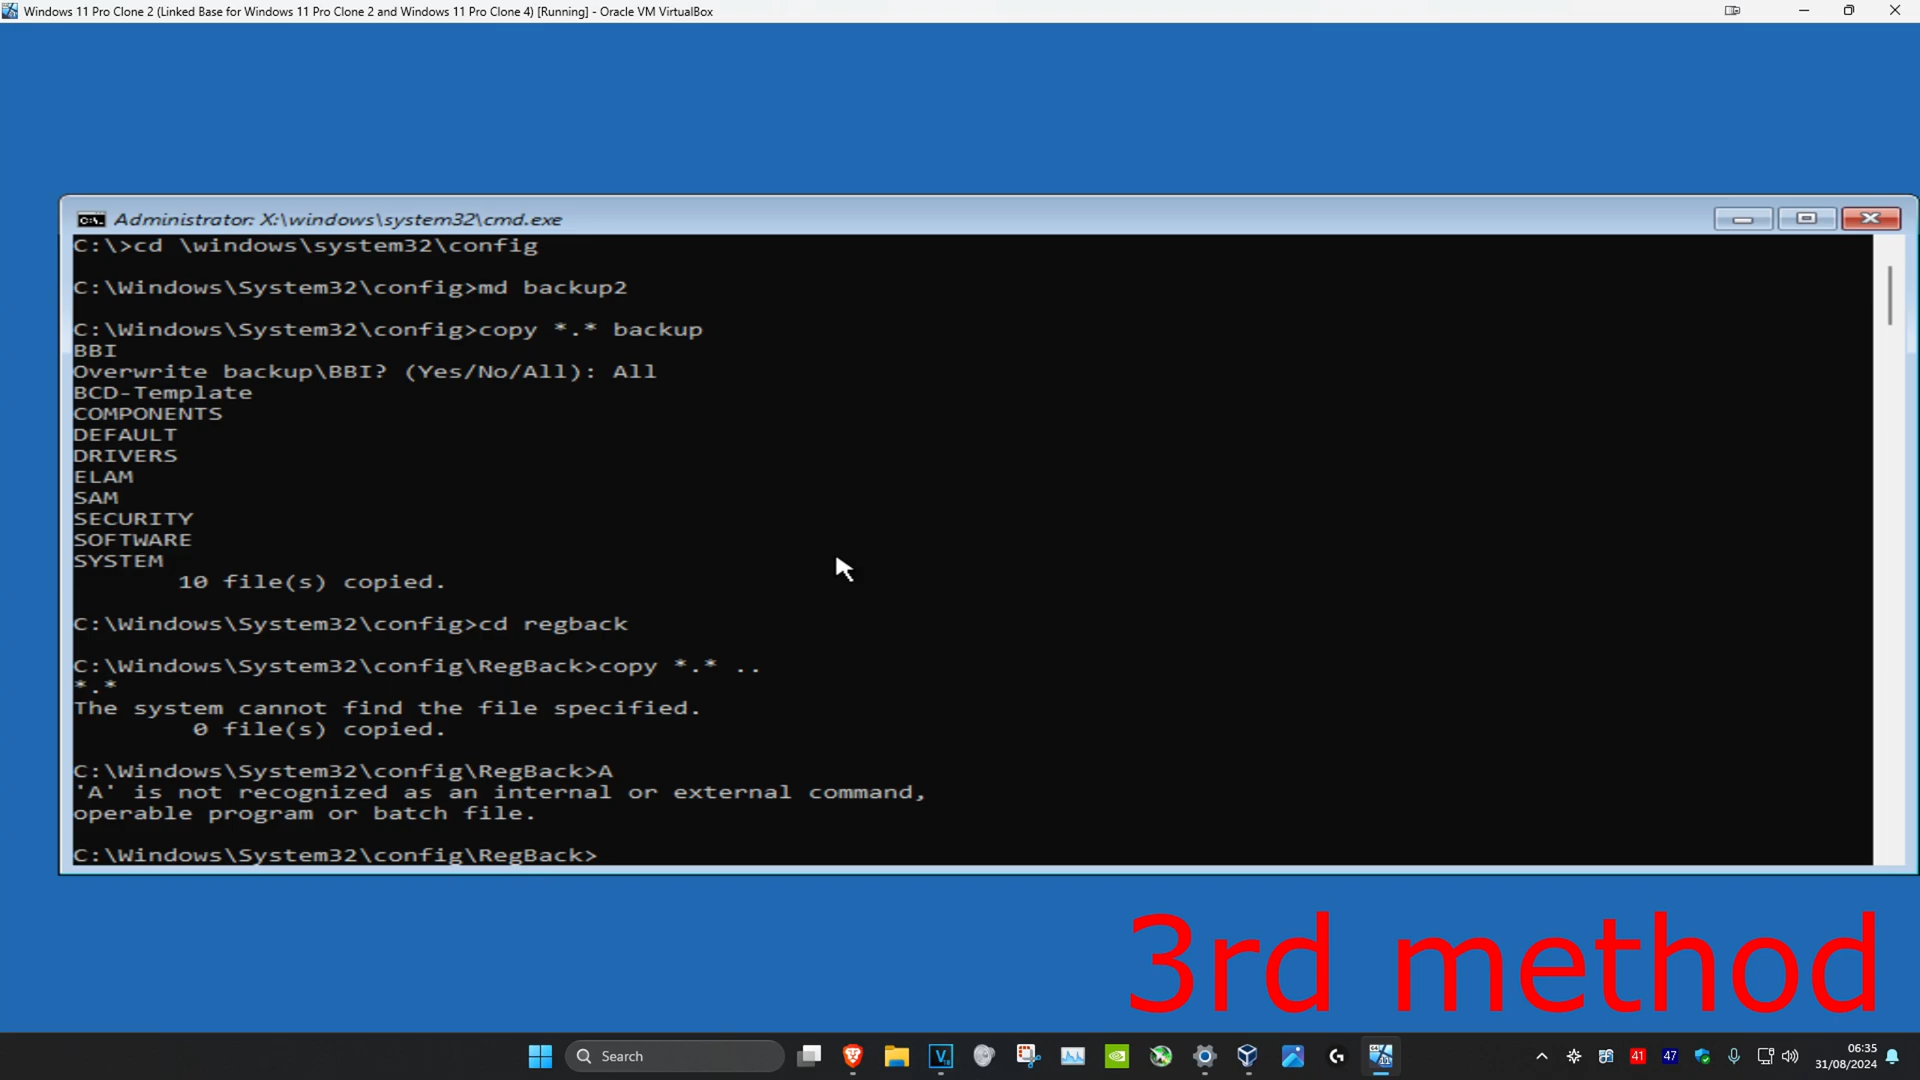 Windows 11 Pro Clone 2 (Linked Base for Windows 11 Pro Clone 2 and Windows 11 Pro Clone 4) [Running] - Oracle VM VirtualBox
Administrator: X:\windows\system32\cmd.exe
C:\>cd \windows\system32\config
C:\Windows\System32\config>md backup2
C:\Windows\System32\config>copy *.* backup
BBI
Overwrite backup\BBI? (Yes/No/All): All
BCD-Template
COMPONENTS
DEFAULT
DRIVERS
ELAM
SAM
SECURITY
SOFTWARE
SYSTEM
10 file(s) copied.
C:\Windows\System32\config>cd regback
C:\Windows\System32\config\RegBack>copy *.* ..
*.*
The system cannot find the file specified.
0 file(s) copied.
C:\Windows\System32\config\RegBack>A
'A' is not recognized as an internal or external command,
operable program or batch file.
C:\Windows\System32\config\RegBack>
3rd method
Search
41
47
06:35
31/08/2024